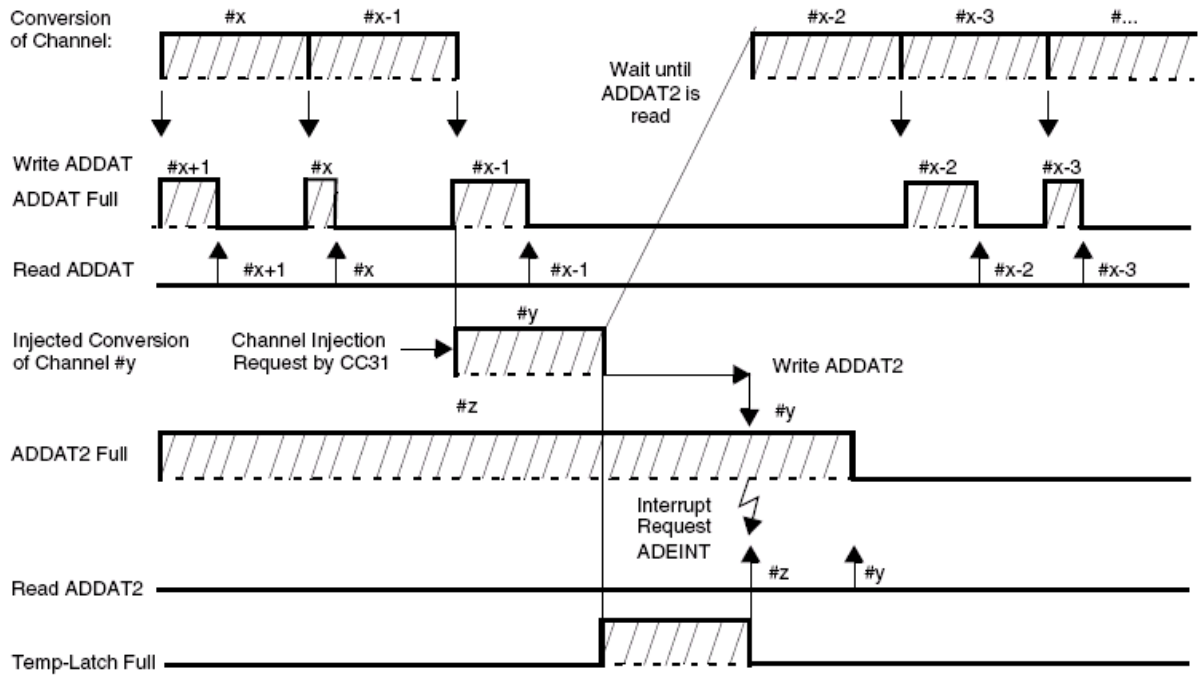 Conversion
of Channel:
#x
#x-1
#x-2
#x-3
#...
Wait until
ADDAT2 is
read
Write ADDAT
ADDAT Full
#x+1
#x
#x-1
#x-2
#x-3
Read ADDAT
#x+1
#x
#x-1
#x-2
#x-3
Injected Conversion
of Channel #y
Channel Injection
Request by CC31
#y
Write ADDAT2
#z
#y
ADDAT2 Full
Interrupt
Request
ADEINT
Read ADDAT2
#z
#y
Temp-Latch Full